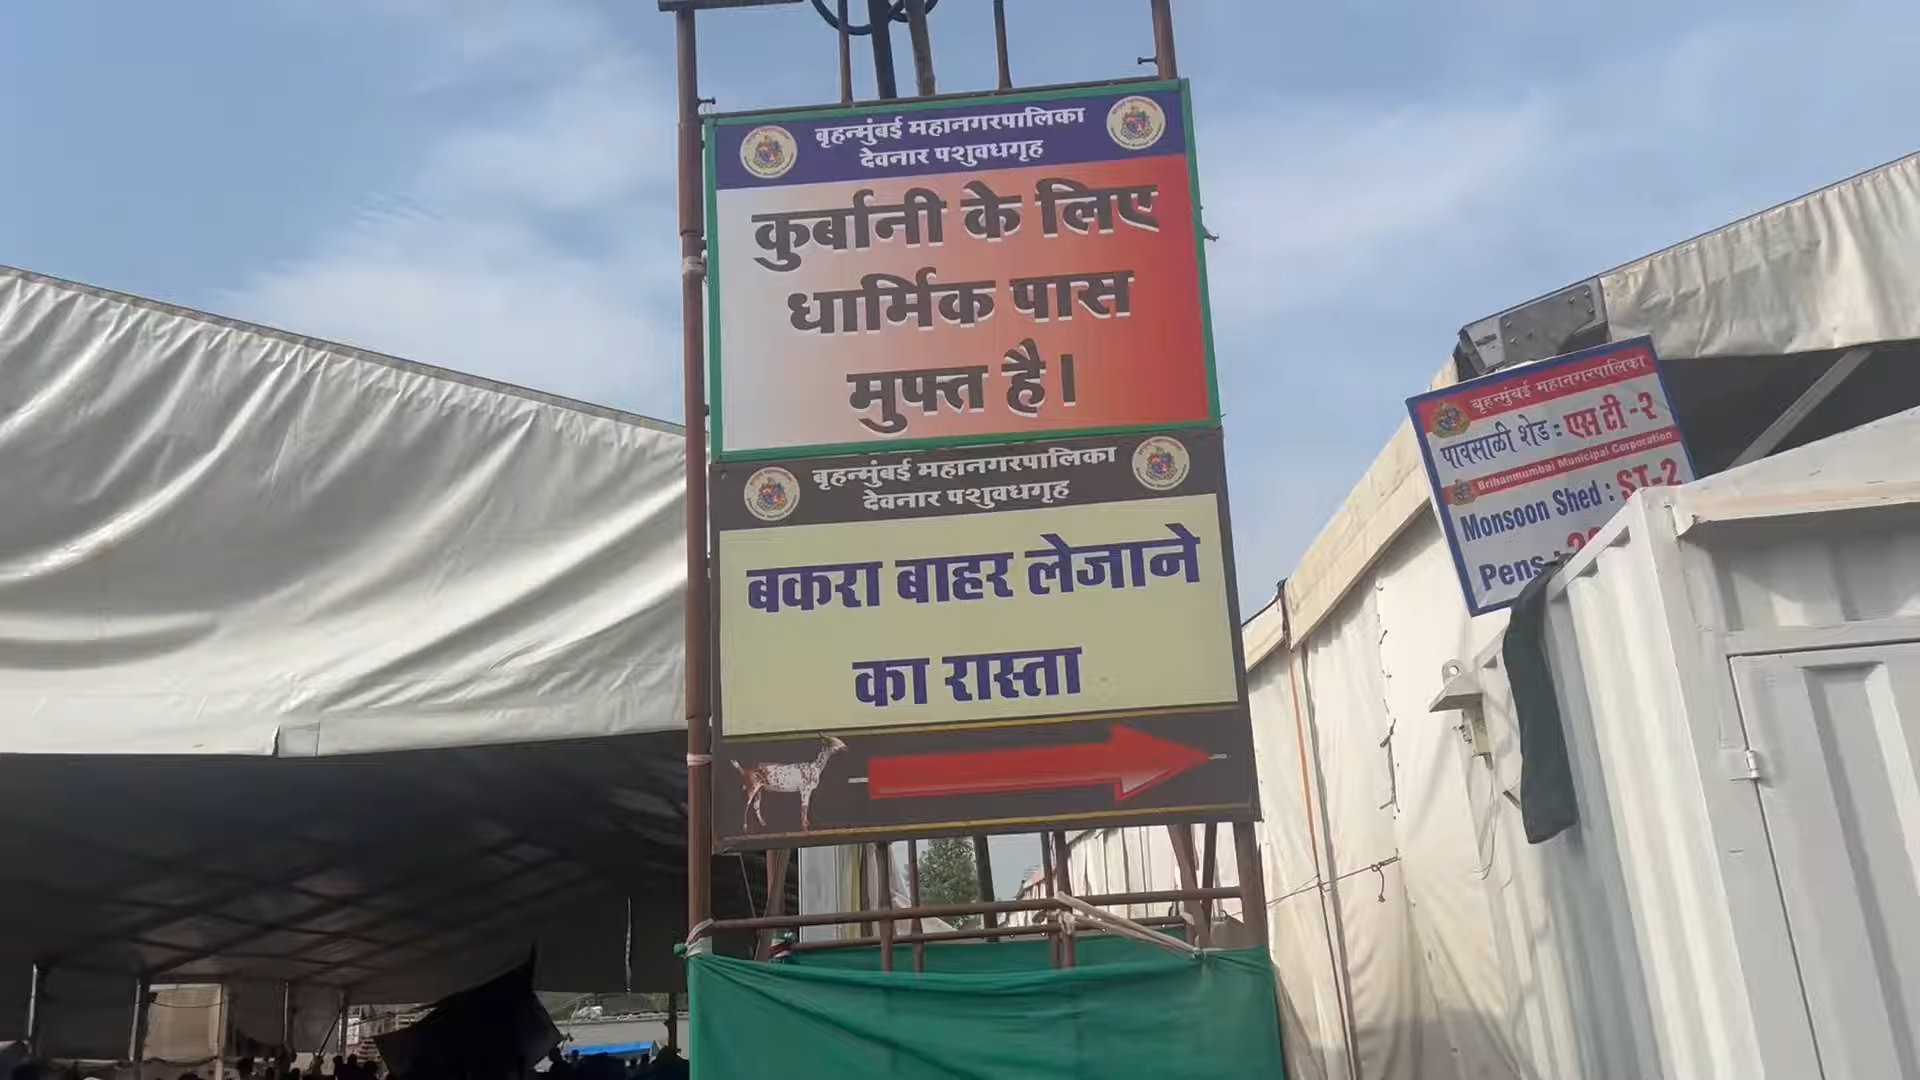 बृहन्मुंबई महानगरपालिका
देवनार पशुवधगृह
कुर्बानी के लिए
धार्मिक पास
मुफ्त है।
बृहन्मुंबई महानगरपालिका
देवनार पशुवधगृह
बकरा बाहर लेजाने
का रास्ता
बृहन्मुंबई महानगरपालिका
पावसाळी शेड : एस टी -२
Brihanmumbai Municipal Corporation
Monsoon Shed : ST-2
Pens :